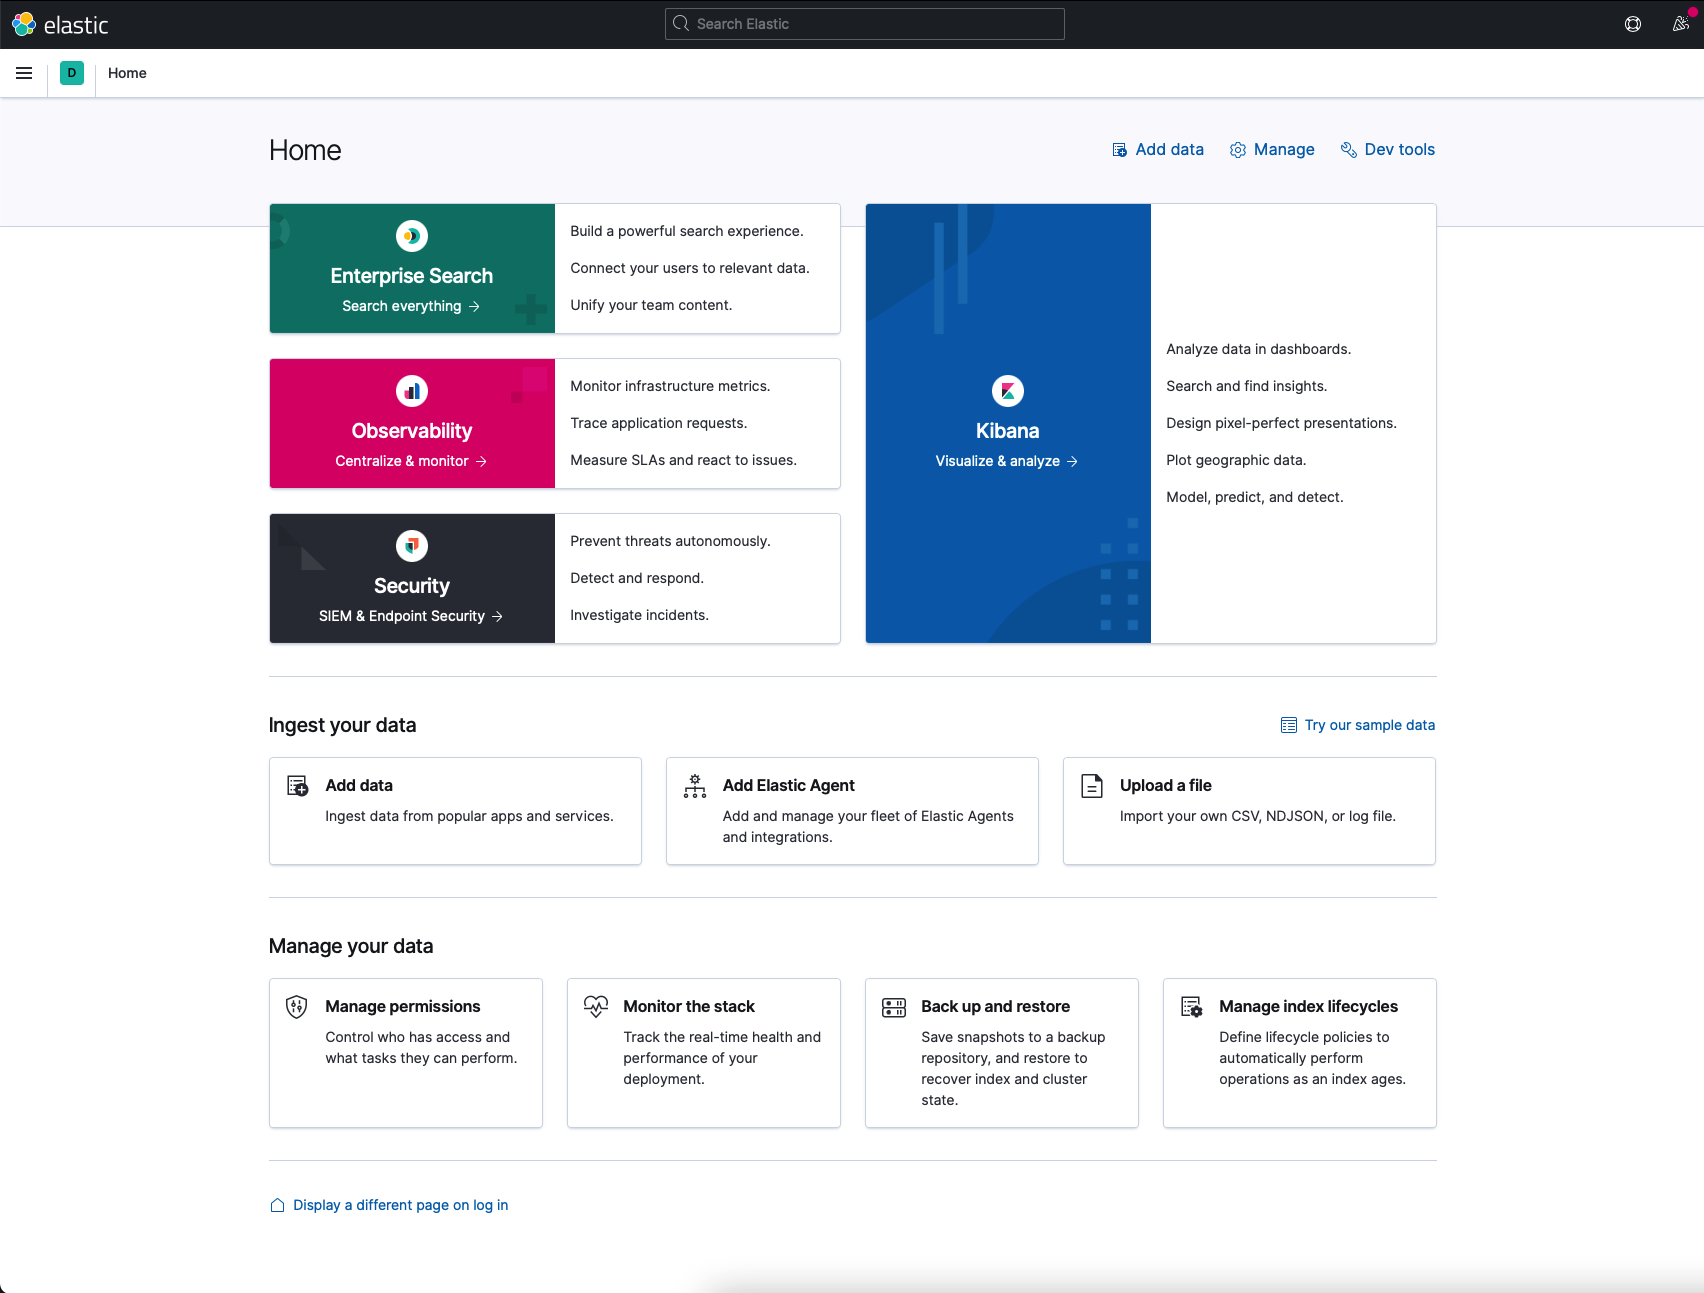 elastic
Search Elastic
D
Home
Home
Add data
Manage
Dev tools
Enterprise Search
Search everything
Build a powerful search experience.
Connect your users to relevant data.
Unify your team content.
Observability
Centralize & monitor
Monitor infrastructure metrics.
Trace application requests.
Measure SLAs and react to issues.
Security
SIEM & Endpoint Security
Prevent threats autonomously.
Detect and respond.
Investigate incidents.
Kibana
Visualize & analyze
Analyze data in dashboards.
Search and find insights.
Design pixel-perfect presentations.
Plot geographic data.
Model, predict, and detect.
Ingest your data
Try our sample data
Add data
Ingest data from popular apps and services.
Add Elastic Agent
Add and manage your fleet of Elastic Agents
and integrations.
Upload a file
Import your own CSV, NDJSON, or log file.
Manage your data
Manage permissions
Control who has access and
what tasks they can perform.
Monitor the stack
Track the real-time health and
performance of your
deployment.
Back up and restore
Save snapshots to a backup
repository, and restore to
recover index and cluster
state.
Manage index lifecycles
Define lifecycle policies to
automatically perform
operations as an index ages.
Display a different page on log in